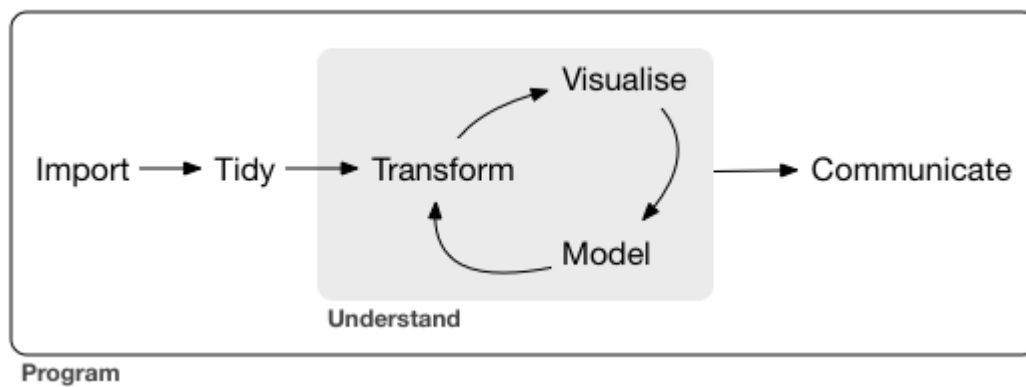 Visualise
Import Tidy Transform Communicate
Model
Understand
Program